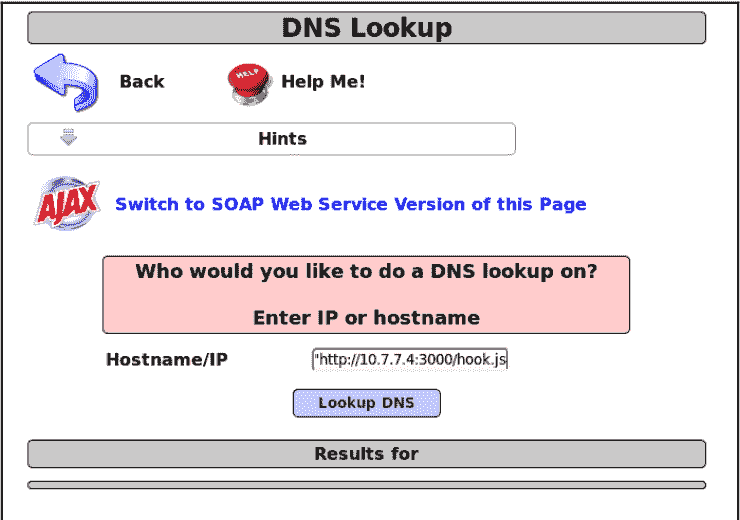 DNS Lookup
Back
HELP
Help Me!
Hints
AJAX
Switch to SOAP Web Service Version of this Page
Who would you like to do a DNS lookup on?
Enter IP or hostname
Hostname/IP
"http://10.7.7.4:3000/hook.js
Lookup DNS
Results for